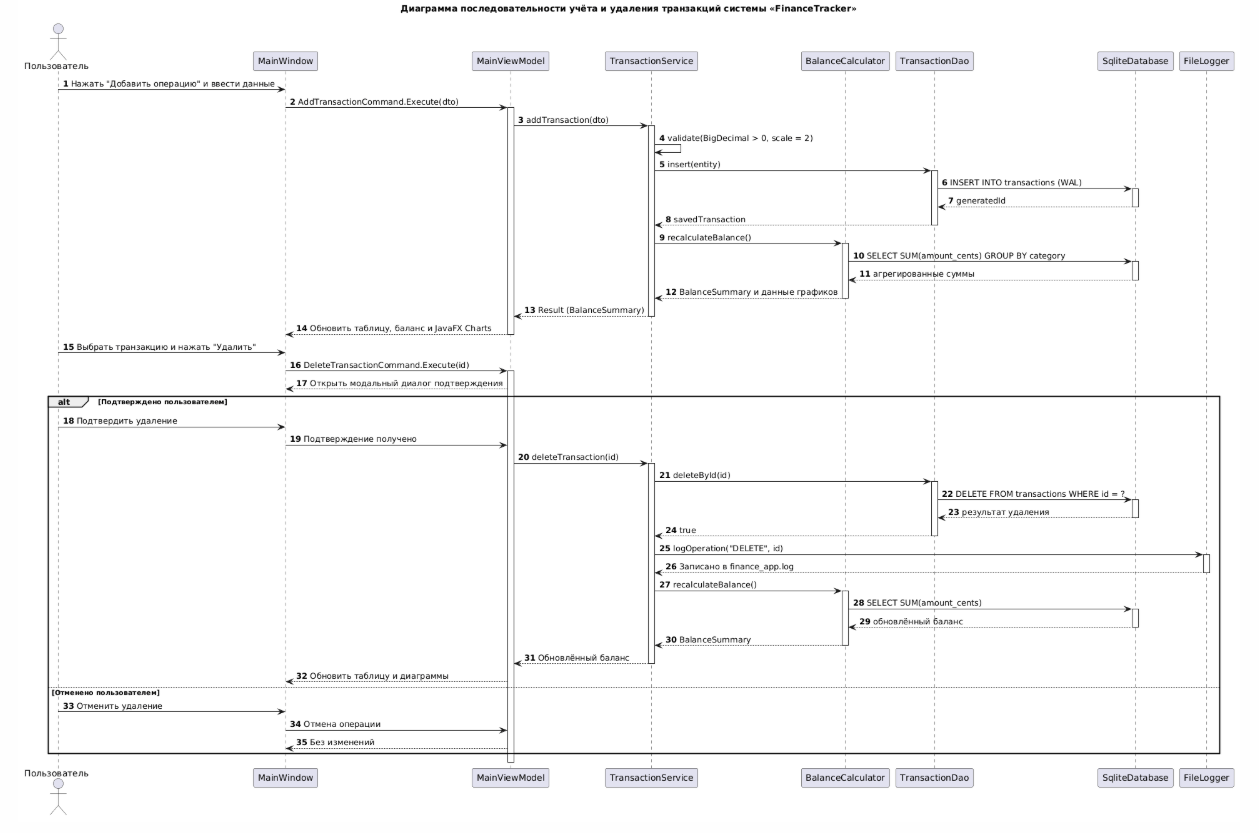 Диаграмма последовательности учёта и удаления транзакций системы «FinanceTracker»
Пользователь
MainWindow
MainViewModel
TransactionService
BalanceCalculator
TransactionDao
SqliteDatabase
FileLogger
1 Нажать "Добавить операцию" и ввести данные
2 AddTransactionCommand.Execute(dto)
3 addTransaction(dto)
4 validate(BigDecimal > 0, scale = 2)
5 insert(entity)
6 INSERT INTO transactions (WAL)
7 generatedId
8 savedTransaction
9 recalculateBalance()
10 SELECT SUM(amount_cents) GROUP BY category
11 агрегированные суммы
12 BalanceSummary и данные графиков
13 Result (BalanceSummary)
14 Обновить таблицу, баланс и JavaFX Charts
15 Выбрать транзакцию и нажать "Удалить"
16 DeleteTransactionCommand.Execute(id)
17 Открыть модальный диалог подтверждения
alt [Подтверждено пользователем]
18 Подтвердить удаление
19 Подтверждение получено
20 deleteTransaction(id)
21 deleteById(id)
22 DELETE FROM transactions WHERE id = ?
23 результат удаления
24 true
25 logOperation("DELETE", id)
26 Записано в finance_app.log
27 recalculateBalance()
28 SELECT SUM(amount_cents)
29 обновлённый баланс
30 BalanceSummary
31 Обновлённый баланс
32 Обновить таблицу и диаграммы
[Отменено пользователем]
33 Отменить удаление
34 Отмена операции
35 Без изменений
Пользователь
MainWindow
MainViewModel
TransactionService
BalanceCalculator
TransactionDao
SqliteDatabase
FileLogger